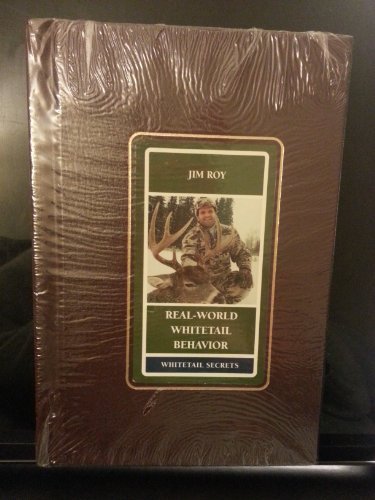 JIM ROY
REAL-WORLD
WHITETAIL
BEHAVIOR
WHITETAIL SECRETS